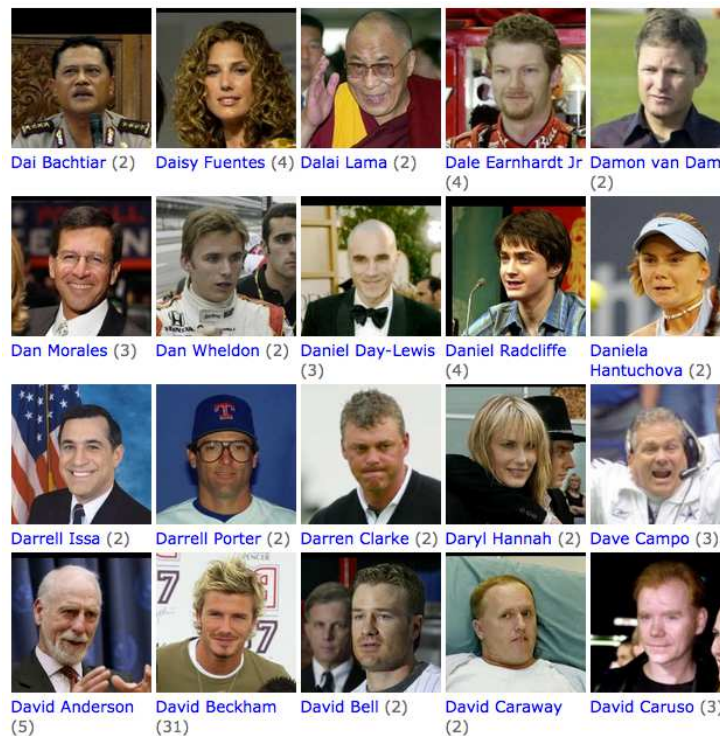 Dai Bachtiar (2) Daisy Fuentes (4) Dalai Lama (2) Dale Earnhardt Jr (4) Damon van Dam (2)
Dan Morales (3) Dan Wheldon (2) Daniel Day-Lewis (3) Daniel Radcliffe (4) Daniela Hantuchova (2)
HONDA
Darrell Issa (2) Darrell Porter (2) Darren Clarke (2) Daryl Hannah (2) Dave Campo (3)
David Anderson (5) David Beckham (31) David Bell (2) David Caraway (2) David Caruso (3)